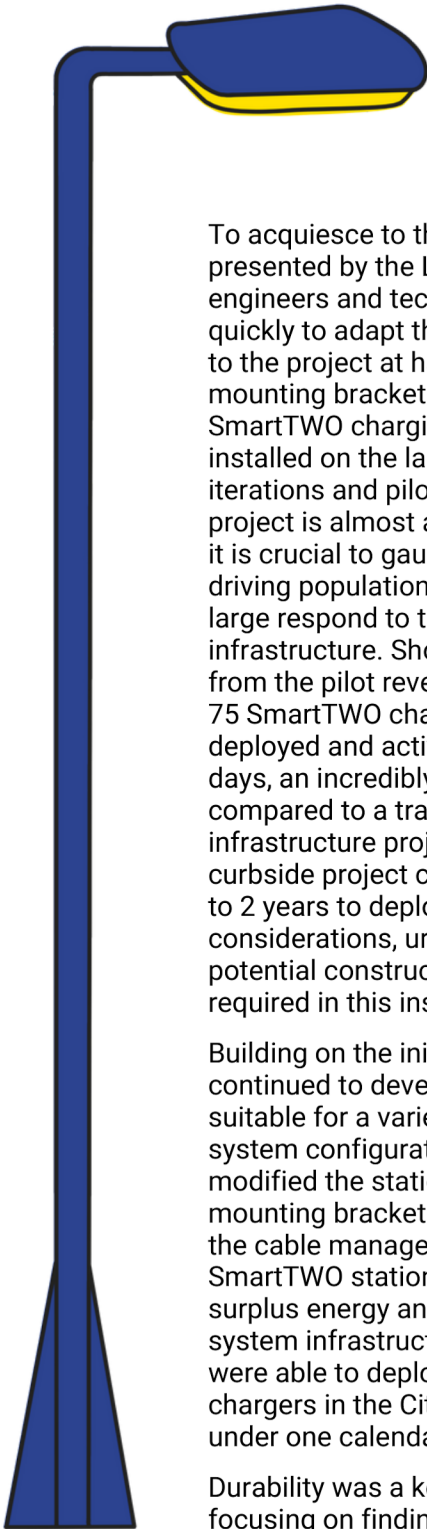 To acquiesce to th
presented by the L
engineers and tec
quickly to adapt th
to the project at h
mounting bracket
SmartTWO chargi
installed on the la
iterations and pilo
project is almost a
it is crucial to gau
driving population
large respond to t
infrastructure. Sho
from the pilot reve
75 SmartTWO cha
deployed and acti
days, an incredibly
compared to a tra
infrastructure proj
curbside project c
to 2 years to deplo
considerations, ur
potential construc
required in this ins
Building on the ini
continued to deve
suitable for a varie
system configurat
modified the stati
mounting bracket
the cable manage
SmartTWO station
surplus energy an
system infrastruct
were able to deplo
chargers in the Cit
under one calenda
Durability was a k
focusing on findin